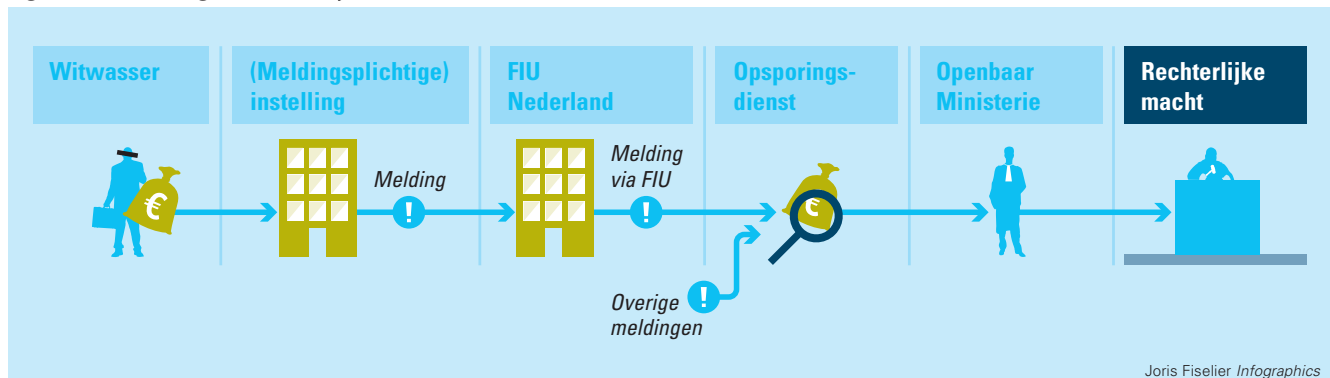 Witwasser
(Meldingsplichtige)
instelling
FIU
Nederland
Opsporings-
dienst
Openbaar
Ministerie
Rechterlijke
macht
Melding
Melding
via FIU
€
!
!
€
Overige
meldingen
!
Joris Fiselier Infographics